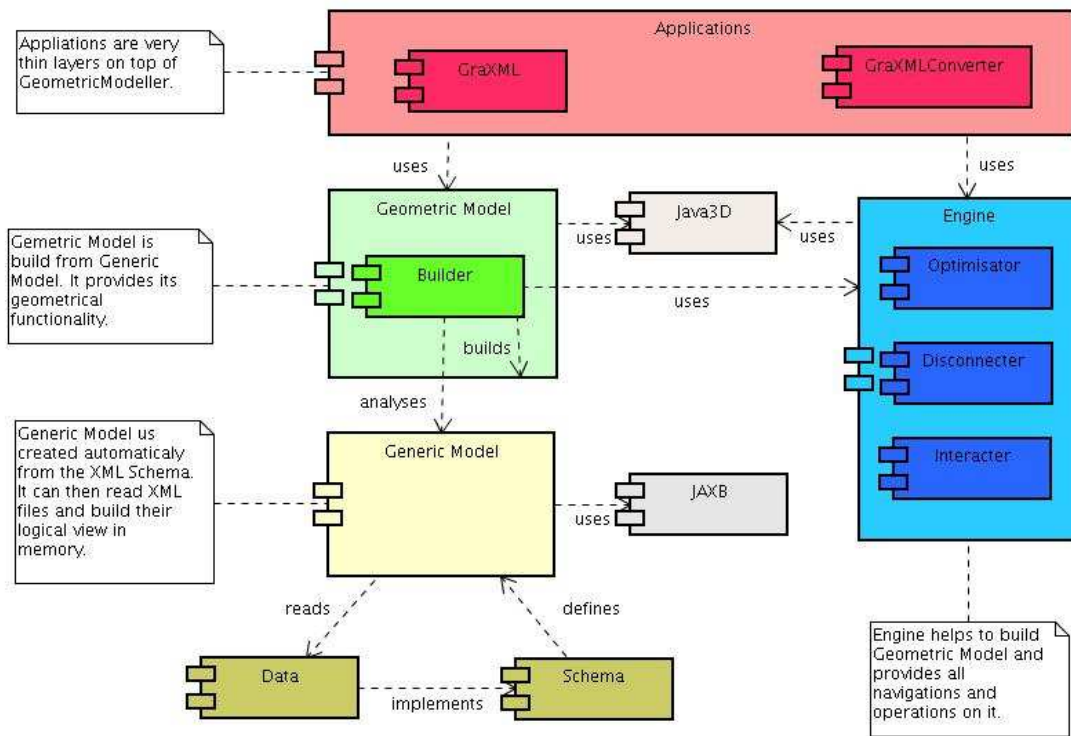 Applications
Appliations are very
thin layers on top of
GeometricModeller.
GraXML
GraXMLConverter
uses
uses
Geometric Model
Java3D
Engine
uses
uses
Gemetric Model is
build from Generic
Model. It provides its
geometrical
functionality.
Builder
Optimisator
uses
builds
Disconnecter
analyses
Generic Model us
created automaticaly
from the XML Schema.
It can then read XML
files and build their
logical view in
memory.
Generic Model
Interacter
JAXB
uses
reads
defines
Engine helps to build
Geometric Model and
provides all
navigations and
operations on it.
Data
Schema
implements